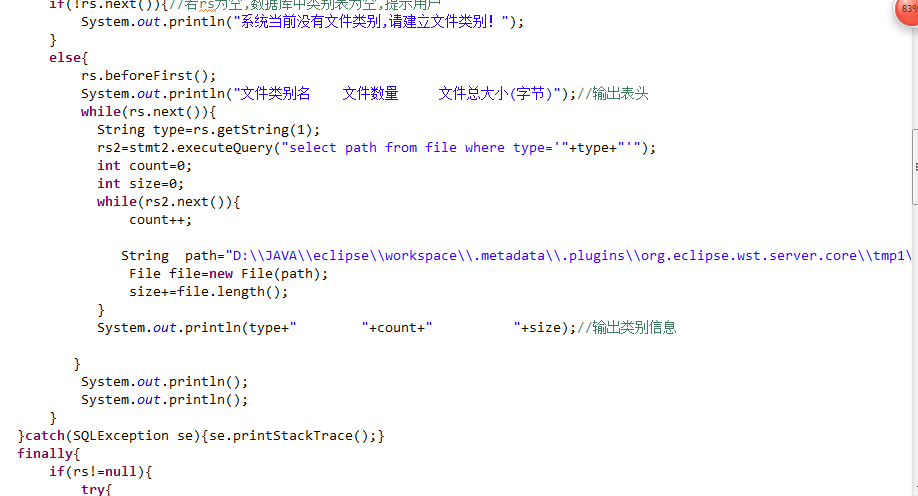 if(!rs.next()){//若rs为空,数据库中类别表为空,提示用户
System.out.println("系统当前没有文件类别,请建立文件类别! ");
}
else{
rs.beforeFirst();
System.out.println("文件类别名    文件数量     文件总大小(字节)");//输出表头
while(rs.next()){
String type=rs.getString(1);
rs2=stmt2.executeQuery("select path from file where type='"+type+"'");
int count=0;
int size=0;
while(rs2.next()){
count++;
String  path="D:\\JAVA\\eclipse\\workspace\\.metadata\\.plugins\\org.eclipse.wst.server.core\\tmp1\
File file=new File(path);
size+=file.length();
}
System.out.println(type+"        "+count+"          "+size);//输出类别信息
}
System.out.println();
System.out.println();
}
}catch(SQLException se){se.printStackTrace();}
finally{
if(rs!=null){
try{
83%